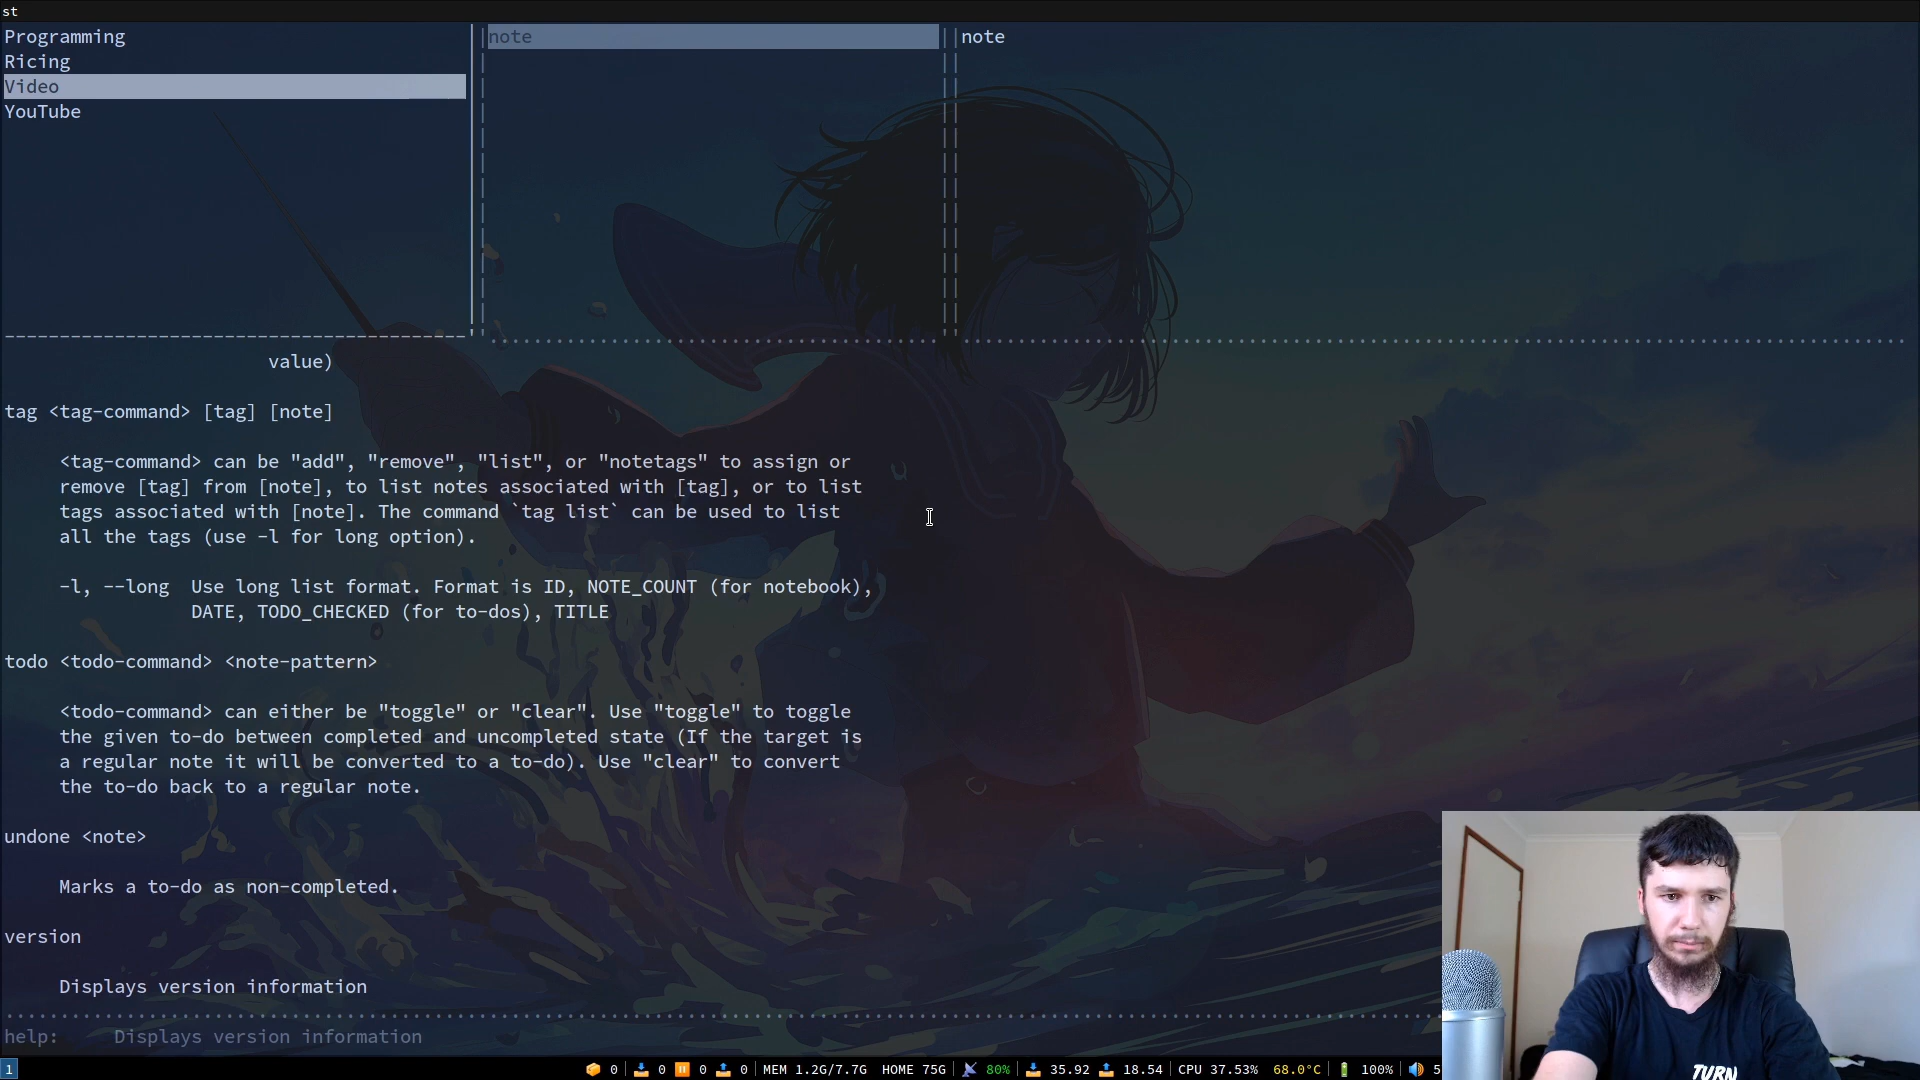 st
Programming
Ricing
Video
YouTube
note
note
value)
tag <tag-command> [tag] [note]
<tag-command> can be "add", "remove", "list", or "notetags" to assign or
remove [tag] from [note], to list notes associated with [tag], or to list
tags associated with [note]. The command `tag list` can be used to list
all the tags (use -l for long option).
-l, --long  Use long list format. Format is ID, NOTE_COUNT (for notebook),
DATE, TODO_CHECKED (for to-dos), TITLE
todo <todo-command> <note-pattern>
<todo-command> can either be "toggle" or "clear". Use "toggle" to toggle
the given to-do between completed and uncompleted state (If the target is
a regular note it will be converted to a to-do). Use "clear" to convert
the to-do back to a regular note.
undone <note>
Marks a to-do as non-completed.
version
Displays version information
help:     Displays version information
1 0 | 0 0 0 | MEM 1.2G/7.7G HOME 75G | 80% | 35.92 18.54 | CPU 37.53% 68.0°C | 100% | 5
TURN